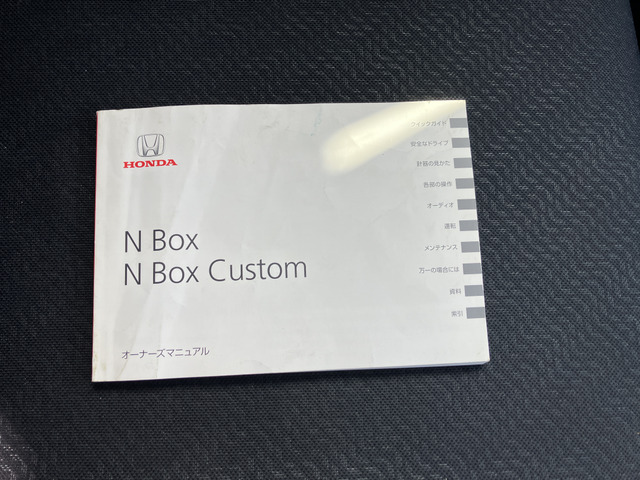 HONDA
N Box
N Box Custom
オーナーズマニュアル
クイックガイド
安全なドライブ
計器の見かた
各部の操作
オーディオ
運転
メンテナンス
万一の場合には
資料
索引